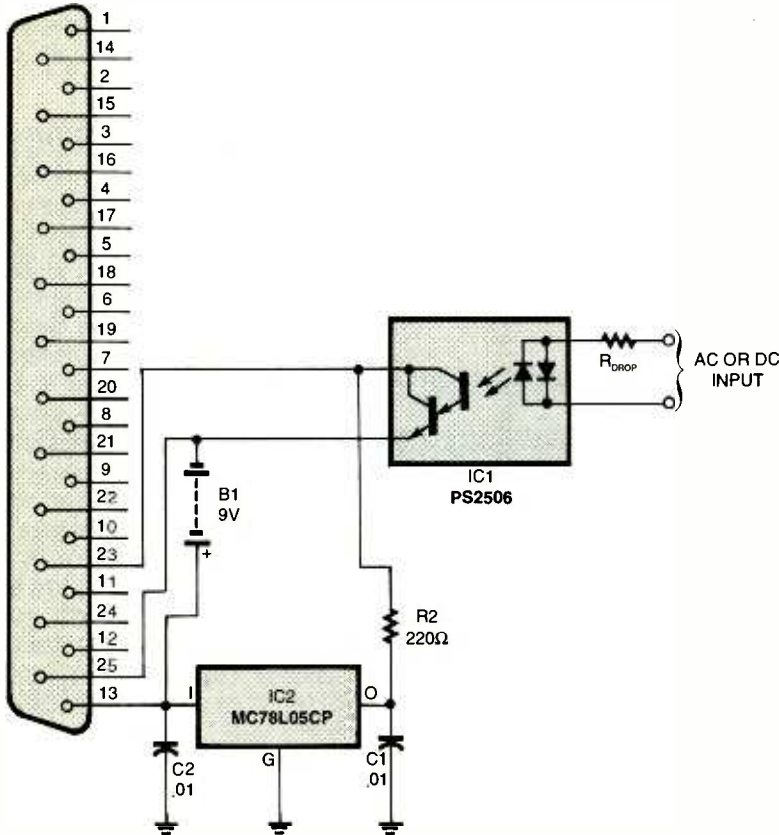 1
14
2
15
3
16
4
17
5
18
6
19
7
20
8
21
9
22
10
23
11
24
12
25
13
AC OR DC
INPUT
RDROP
IC1
PS2506
B1
9V
+
R2
220Ω
I
IC2
MC78L05CP
O
G
C2
.01
C1
.01